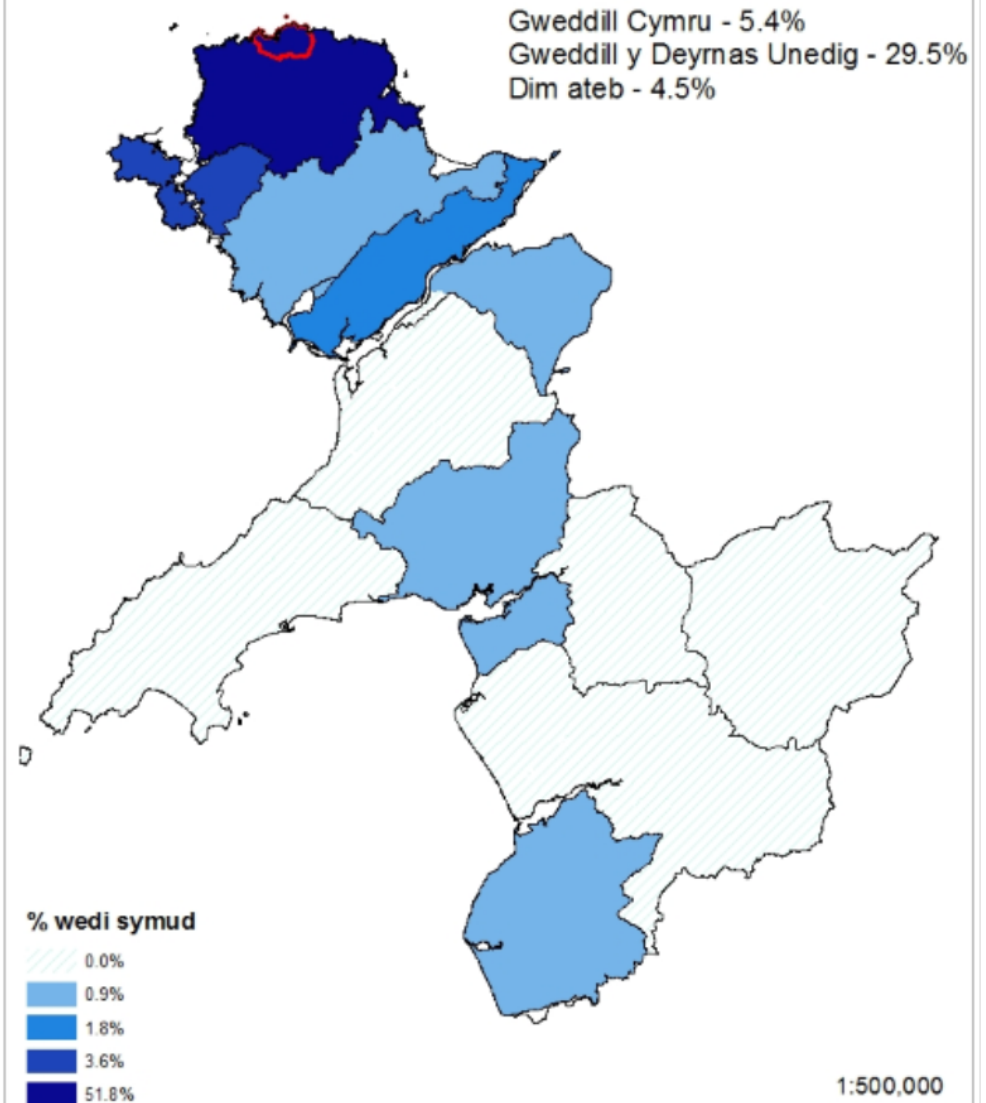 Gweddill Cymru - 5.4%
Gweddill y Deyrnas Unedig - 29.5%
Dim ateb - 4.5%
% wedi symud
0.0%
0.9%
1.8%
3.6%
51.8%
1:500,000